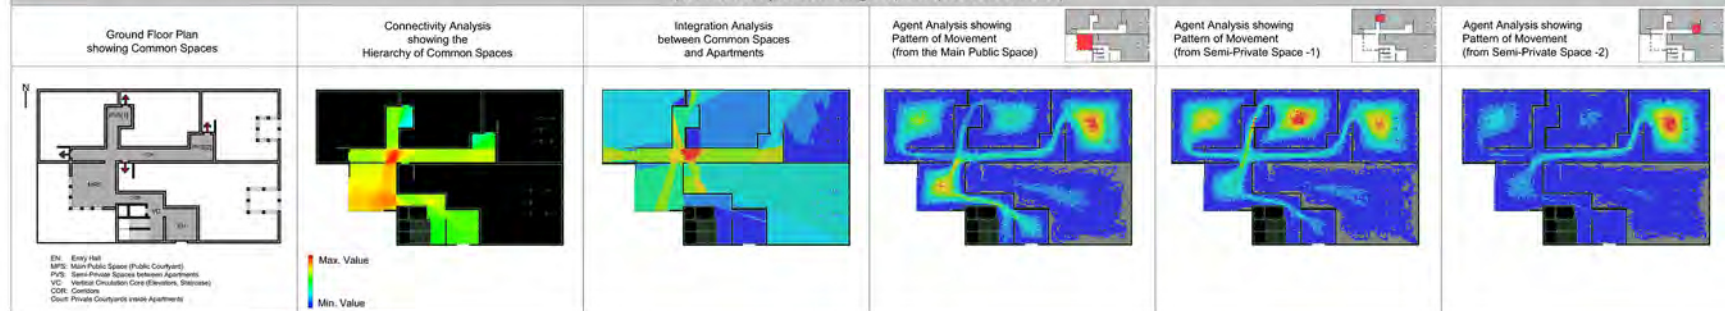 Ground Floor Plan
showing Common Spaces
Connectivity Analysis
showing the
Hierarchy of Common Spaces
Integration Analysis
between Common Spaces
and Apartments
Agent Analysis showing
Pattern of Movement
(from the Main Public Space)
Agent Analysis showing
Pattern of Movement
(from Semi-Private Space -1)
Agent Analysis showing
Pattern of Movement
(from Semi-Private Space -2)
N
MPS
VC
EN
EN: Entry Hall
MPS: Main Public Space (Public Courtyard)
PVS: Semi-Private Spaces between Apartments
VC: Vertical Circulation Core (Elevators, Staircase)
COR: Corridors
Court: Private Courtyards inside Apartments
Max. Value
Min. Value